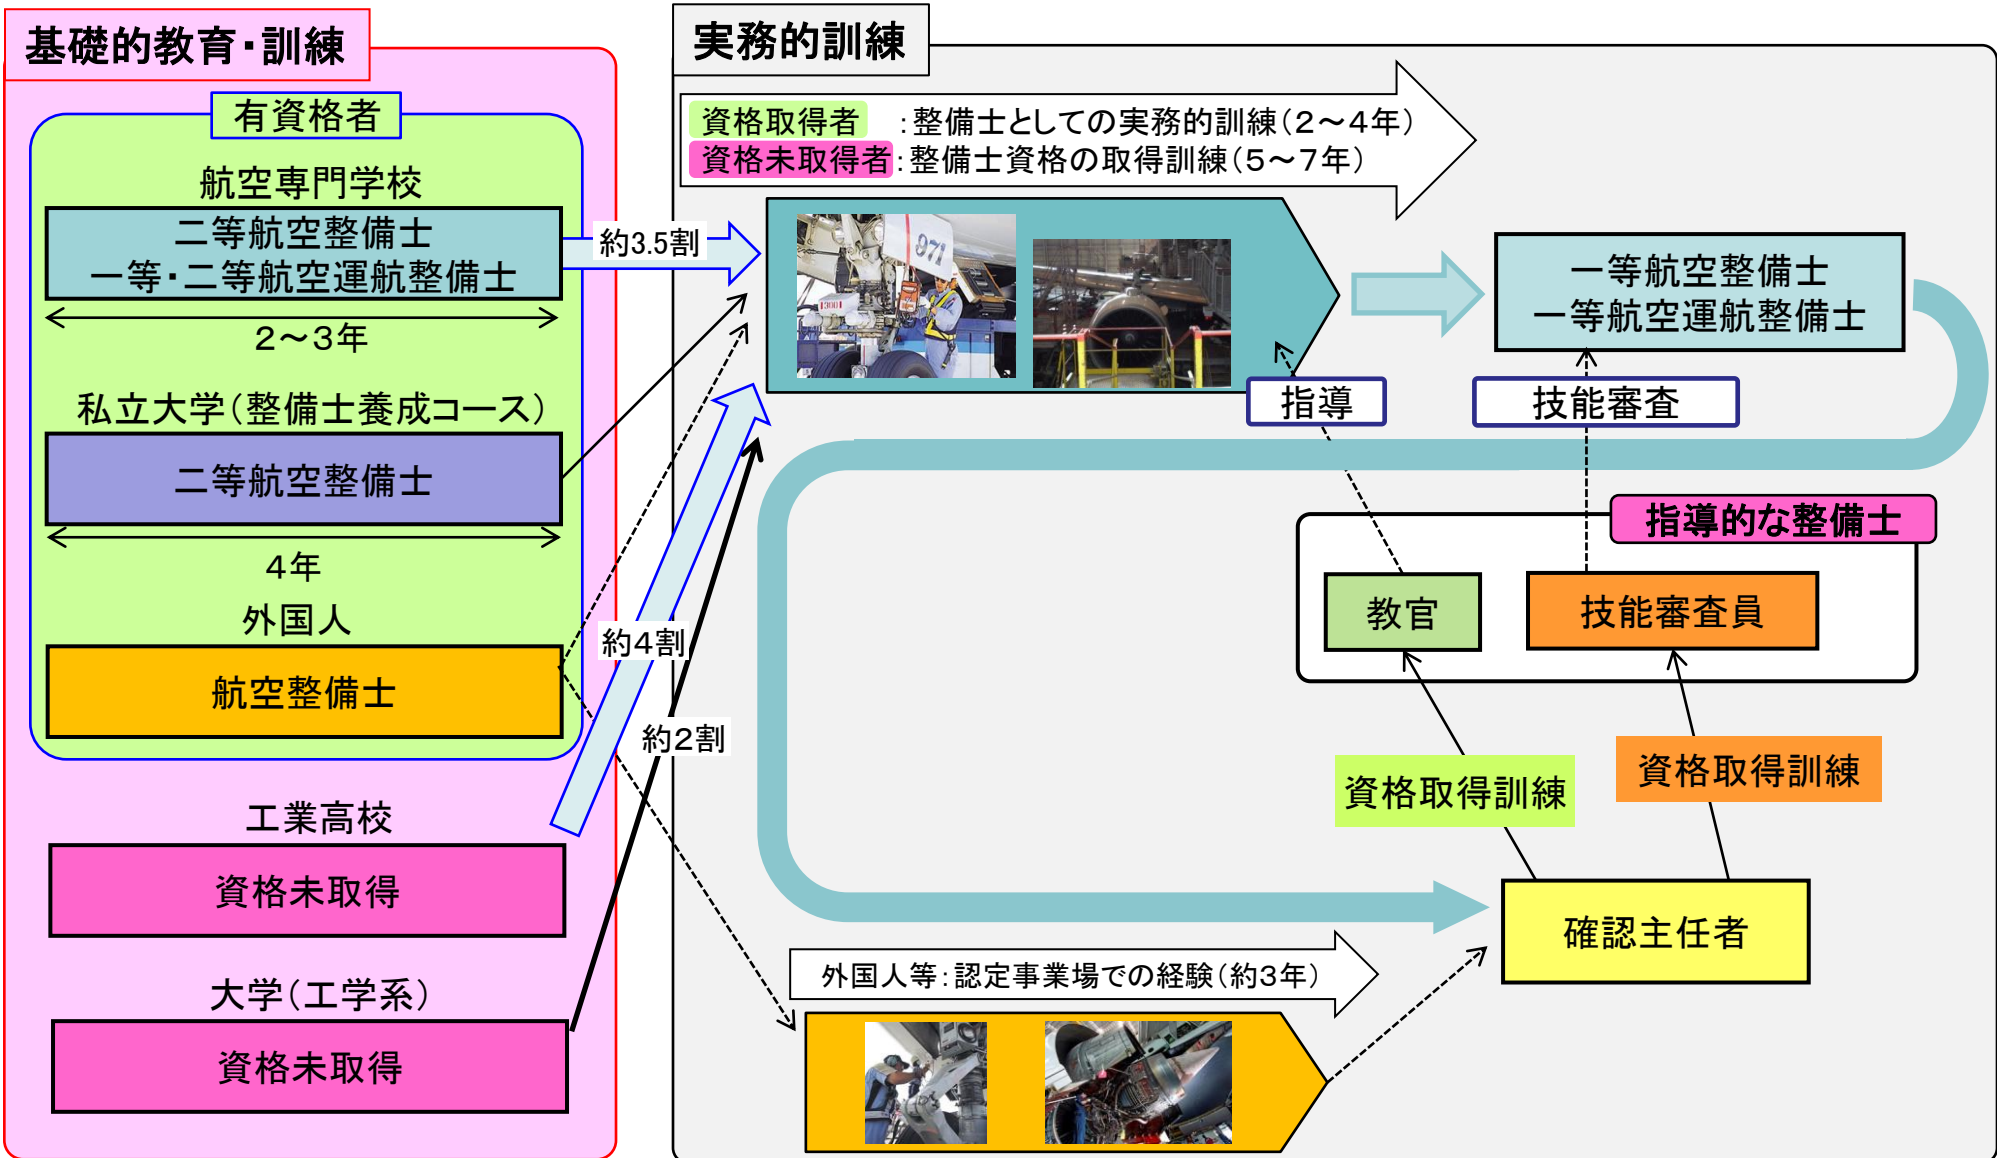 基礎的教育・訓練
有資格者
航空専門学校
二等航空整備士
一等・二等航空運航整備士
2～3年
私立大学（整備士養成コース）
二等航空整備士
4年
外国人
航空整備士
工業高校
資格未取得
大学（工学系）
資格未取得
約3.5割
約4割
約2割
実務的訓練
資格取得者　：整備士としての実務的訓練（2～4年）
資格未取得者：整備士資格の取得訓練（5～7年）
971
一等航空整備士
一等航空運航整備士
指導
技能審査
指導的な整備士
教官
技能審査員
資格取得訓練
資格取得訓練
確認主任者
外国人等：認定事業場での経験（約3年）